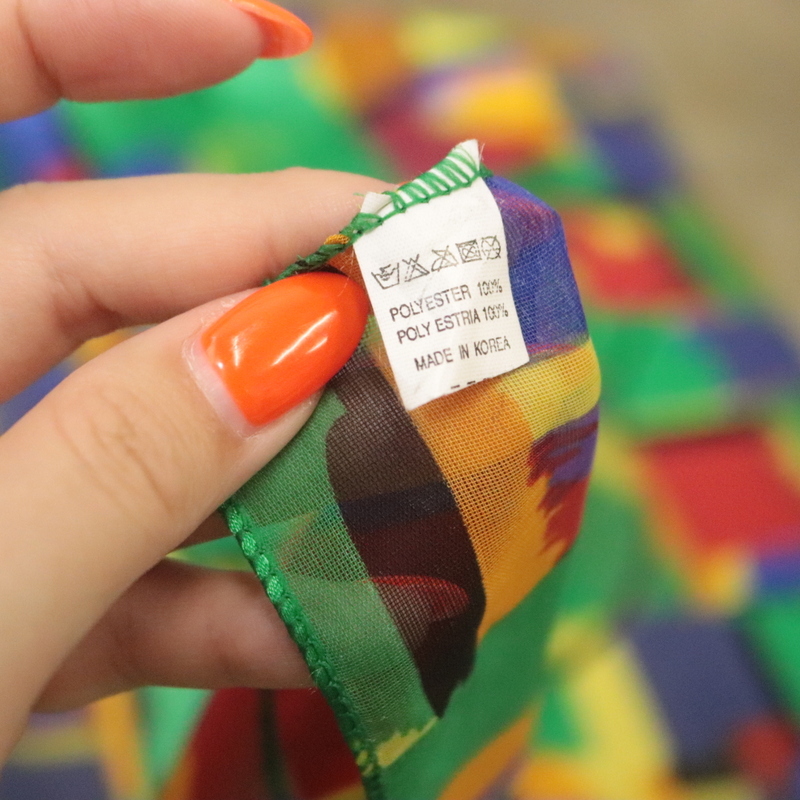 POLYESTER 100%
POLY ESTRIA 100%
MADE IN KOREA